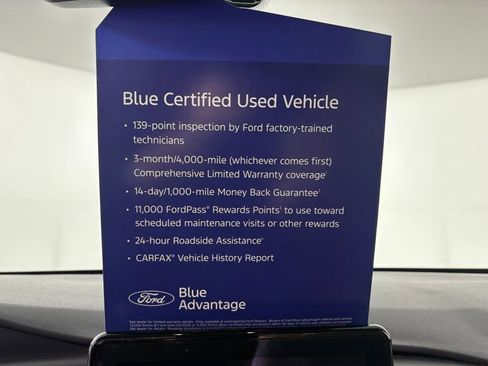 Blue Certified Used Vehicle
• 139-point inspection by Ford factory-trained
technicians
• 3-month/4,000-mile (whichever comes first)
Comprehensive Limited Warranty coverage
• 14-day/1,000-mile Money Back Guarantee
• 11,000 FordPass® Rewards Points to use toward
scheduled maintenance visits or other rewards
• 24-hour Roadside Assistance
• CARFAX® Vehicle History Report
Ford
Blue
Advantage